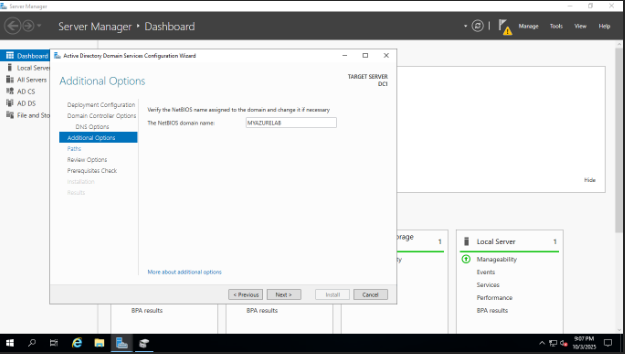 Server Manager
Server Manager • Dashboard
Manage Tools View Help
Dashboard
Local Serve
All Servers
AD CS
AD DS
File and Sto
Active Directory Domain Services Configuration Wizard
Additional Options
TARGET SERVER
DC1
Deployment Configuration
Domain Controller Options
DNS Options
Additional Options
Paths
Review Options
Prerequisites Check
Installation
Results
Verify the NetBIOS name assigned to the domain and change it if necessary
The NetBIOS domain name:
MYAZURELAB
More about additional options
< Previous
Next >
Install
Cancel
Hide
orage
1
Local Server
1
Manageability
Events
Services
Performance
BPA results
BPA results
BPA results
9:07 PM
10/3/2025